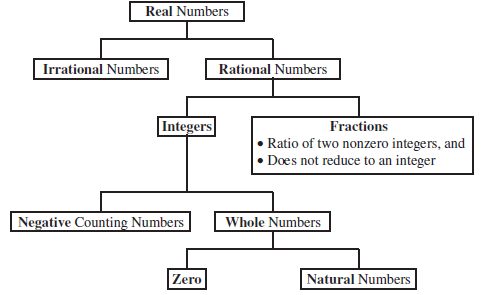 Real Numbers
Irrational Numbers
Rational Numbers
Integers
Fractions
• Ratio of two nonzero integers, and
• Does not reduce to an integer
Negative Counting Numbers
Whole Numbers
Zero
Natural Numbers